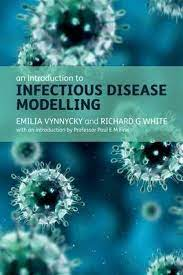 an introduction to
INFECTIOUS DISEASE
MODELLING
EMILIA VYNNYCKY and RICHARD G WHITE
with an introduction by Professor Paul E M Fine